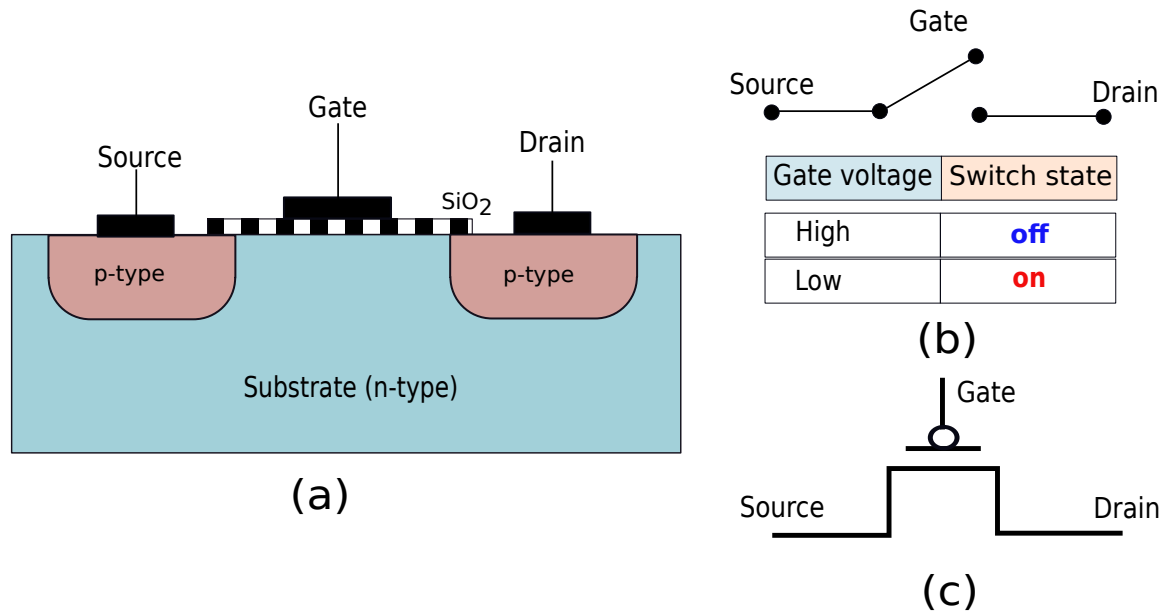 Gate
Source
Drain
SiO2
p-type
p-type
Substrate (n-type)
(a)
Gate
Source
Drain
Gate voltage Switch state
High off
Low on
(b)
Gate
Source
Drain
(c)